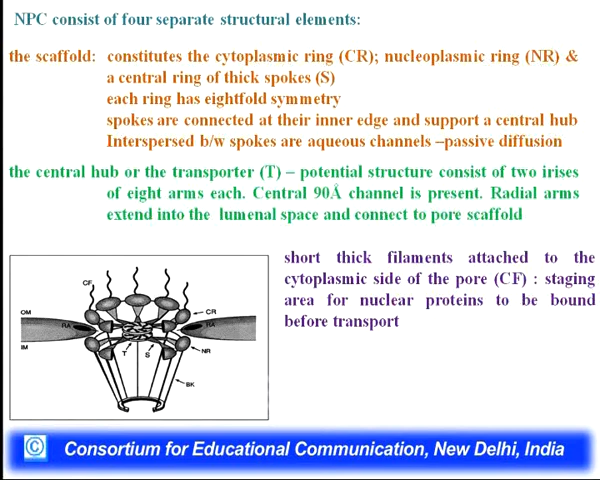 NPC consist of four separate structural elements:
the scaffold: constitutes the cytoplasmic ring (CR); nucleoplasmic ring (NR) &
a central ring of thick spokes (S)
each ring has eightfold symmetry
spokes are connected at their inner edge and support a central hub
Interspersed b/w spokes are aqueous channels –passive diffusion
the central hub or the transporter (T) – potential structure consist of two irises
of eight arms each. Central 90Å channel is present. Radial arms
extend into the lumenal space and connect to pore scaffold
short thick filaments attached to the
cytoplasmic side of the pore (CF) : staging
area for nuclear proteins to be bound
before transport
CF
OM
CR
RA
RA
IM
T
S
NR
BK
© Consortium for Educational Communication, New Delhi, India